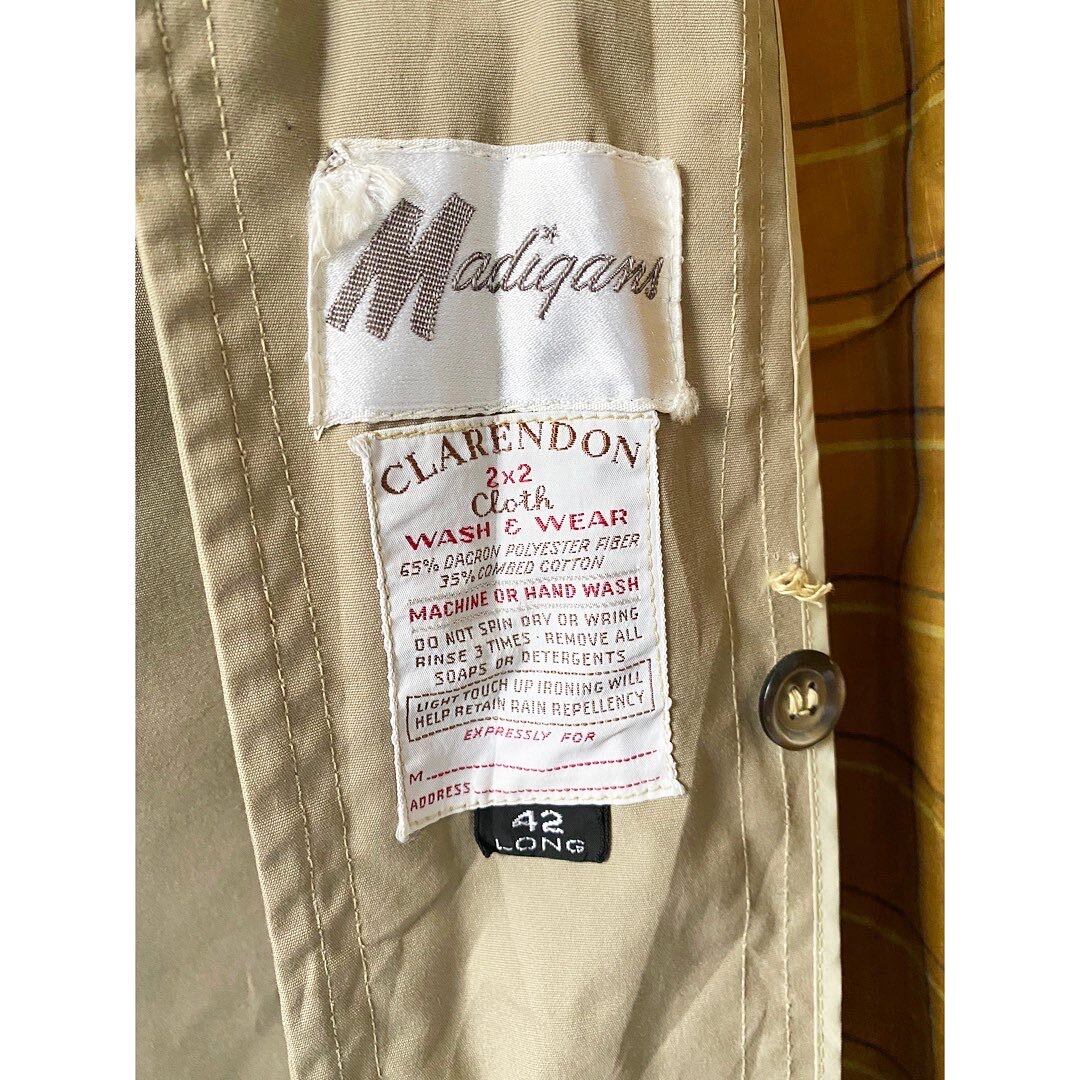 Madigans
CLARENDON
2x2
Cloth
WASH & WEAR
65% DACRON POLYESTER FIBER
35% COMBED COTTON
MACHINE OR HAND WASH
DO NOT SPIN DRY OR WRING
RINSE 3 TIMES · REMOVE ALL
SOAPS OR DETERGENTS
LIGHT TOUCH UP IRONING WILL
HELP RETAIN RAIN REPELLENCY
EXPRESSLY FOR
M
ADDRESS
42
LONG